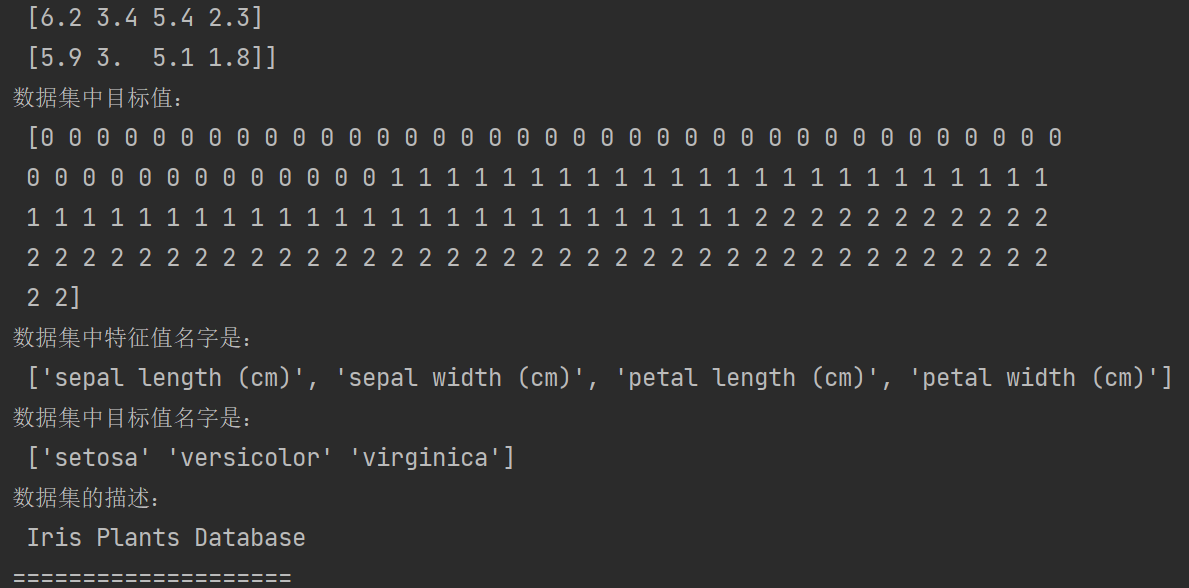 [6.2 3.4 5.4 2.3]
[5.9 3.  5.1 1.8]]
数据集中目标值：
[0 0 0 0 0 0 0 0 0 0 0 0 0 0 0 0 0 0 0 0 0 0 0 0 0 0 0 0 0 0 0 0 0 0 0 0 0
0 0 0 0 0 0 0 0 0 0 0 0 0 1 1 1 1 1 1 1 1 1 1 1 1 1 1 1 1 1 1 1 1 1 1 1 1
1 1 1 1 1 1 1 1 1 1 1 1 1 1 1 1 1 1 1 1 1 1 1 1 1 1 2 2 2 2 2 2 2 2 2 2 2
2 2 2 2 2 2 2 2 2 2 2 2 2 2 2 2 2 2 2 2 2 2 2 2 2 2 2 2 2 2 2 2 2 2 2 2 2
2 2]
数据集中特征值名字是：
['sepal length (cm)', 'sepal width (cm)', 'petal length (cm)', 'petal width (cm)']
数据集中目标值名字是：
['setosa' 'versicolor' 'virginica']
数据集的描述：
Iris Plants Database
====================